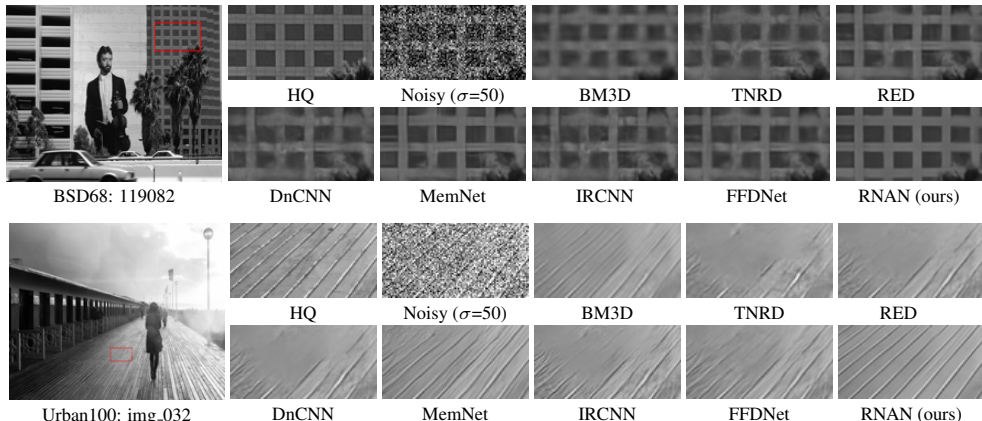 HQ
Noisy (σ=50)
BM3D
TNRD
RED
BSD68: 119082
DnCNN
MemNet
IRCNN
FFDNet
RNAN (ours)
HQ
Noisy (σ=50)
BM3D
TNRD
RED
Urban100: img_032
DnCNN
MemNet
IRCNN
FFDNet
RNAN (ours)